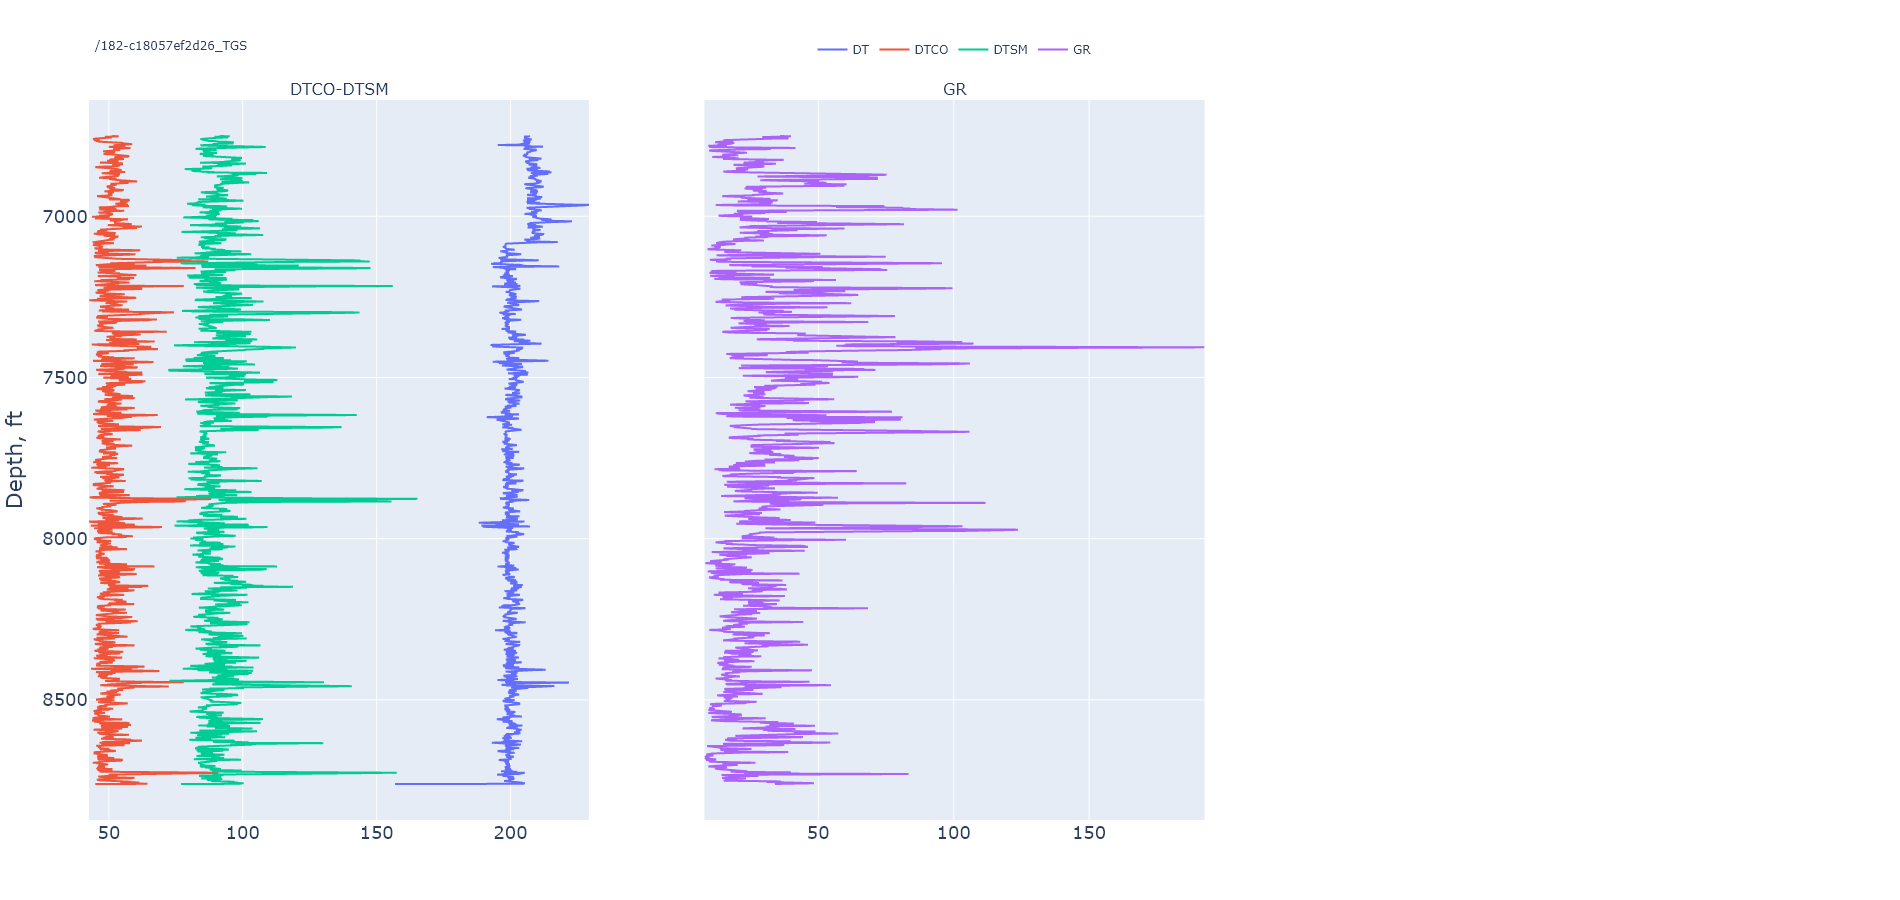 /182-c18057ef2d26_TGS
DT DTCO DTSM GR
DTCO-DTSM GR
7000
7500
8000
8500
Depth, ft
50 100 150 200
50 100 150